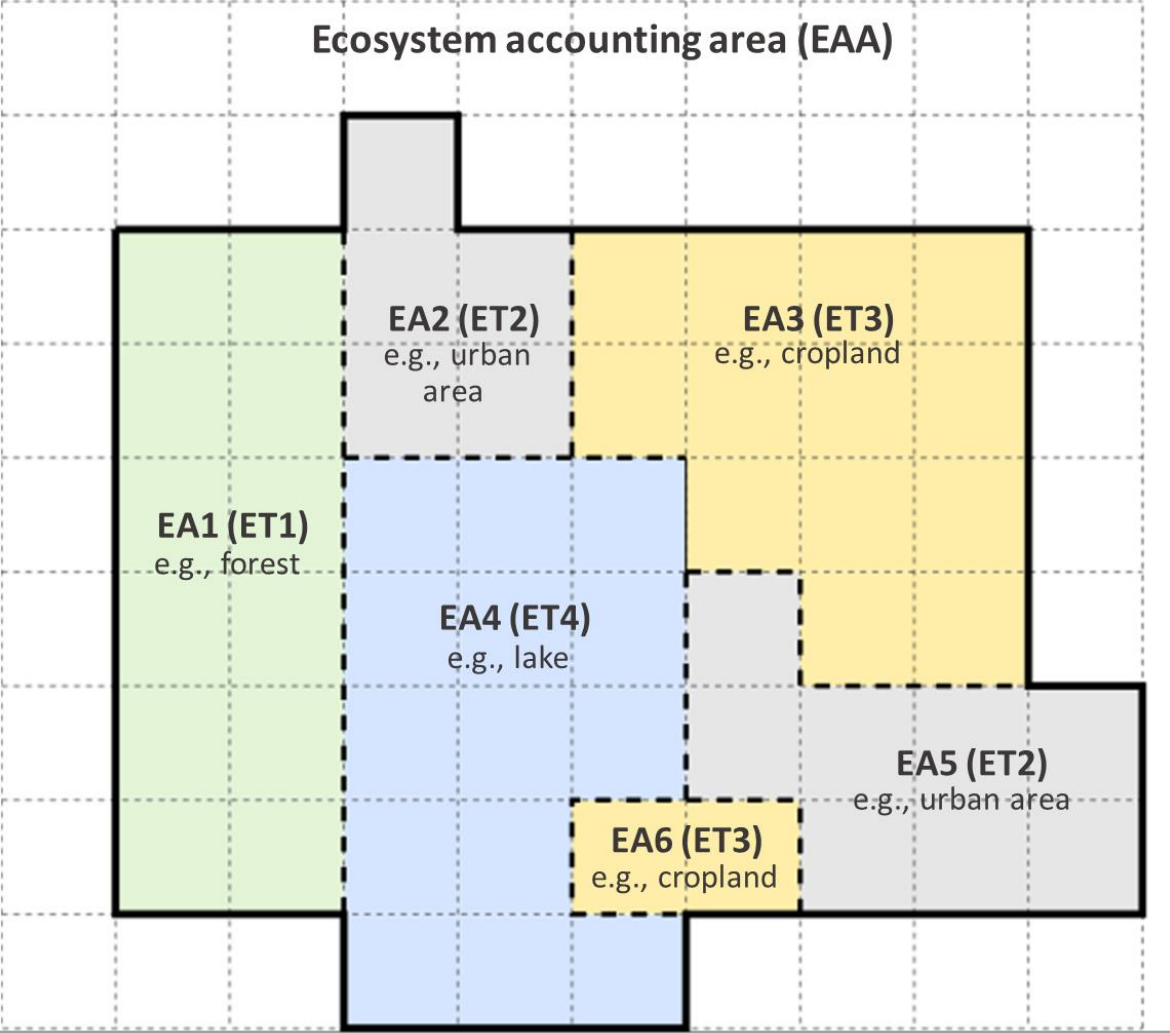 Ecosystem accounting area (EAA)
EA2 (ET2)
e.g., urban
area
EA3 (ET3)
e.g., cropland
EA1 (ET1)
e.g., forest
EA4 (ET4)
e.g., lake
EA5 (ET2)
e.g., urban area
EA6 (ET3)
e.g., cropland